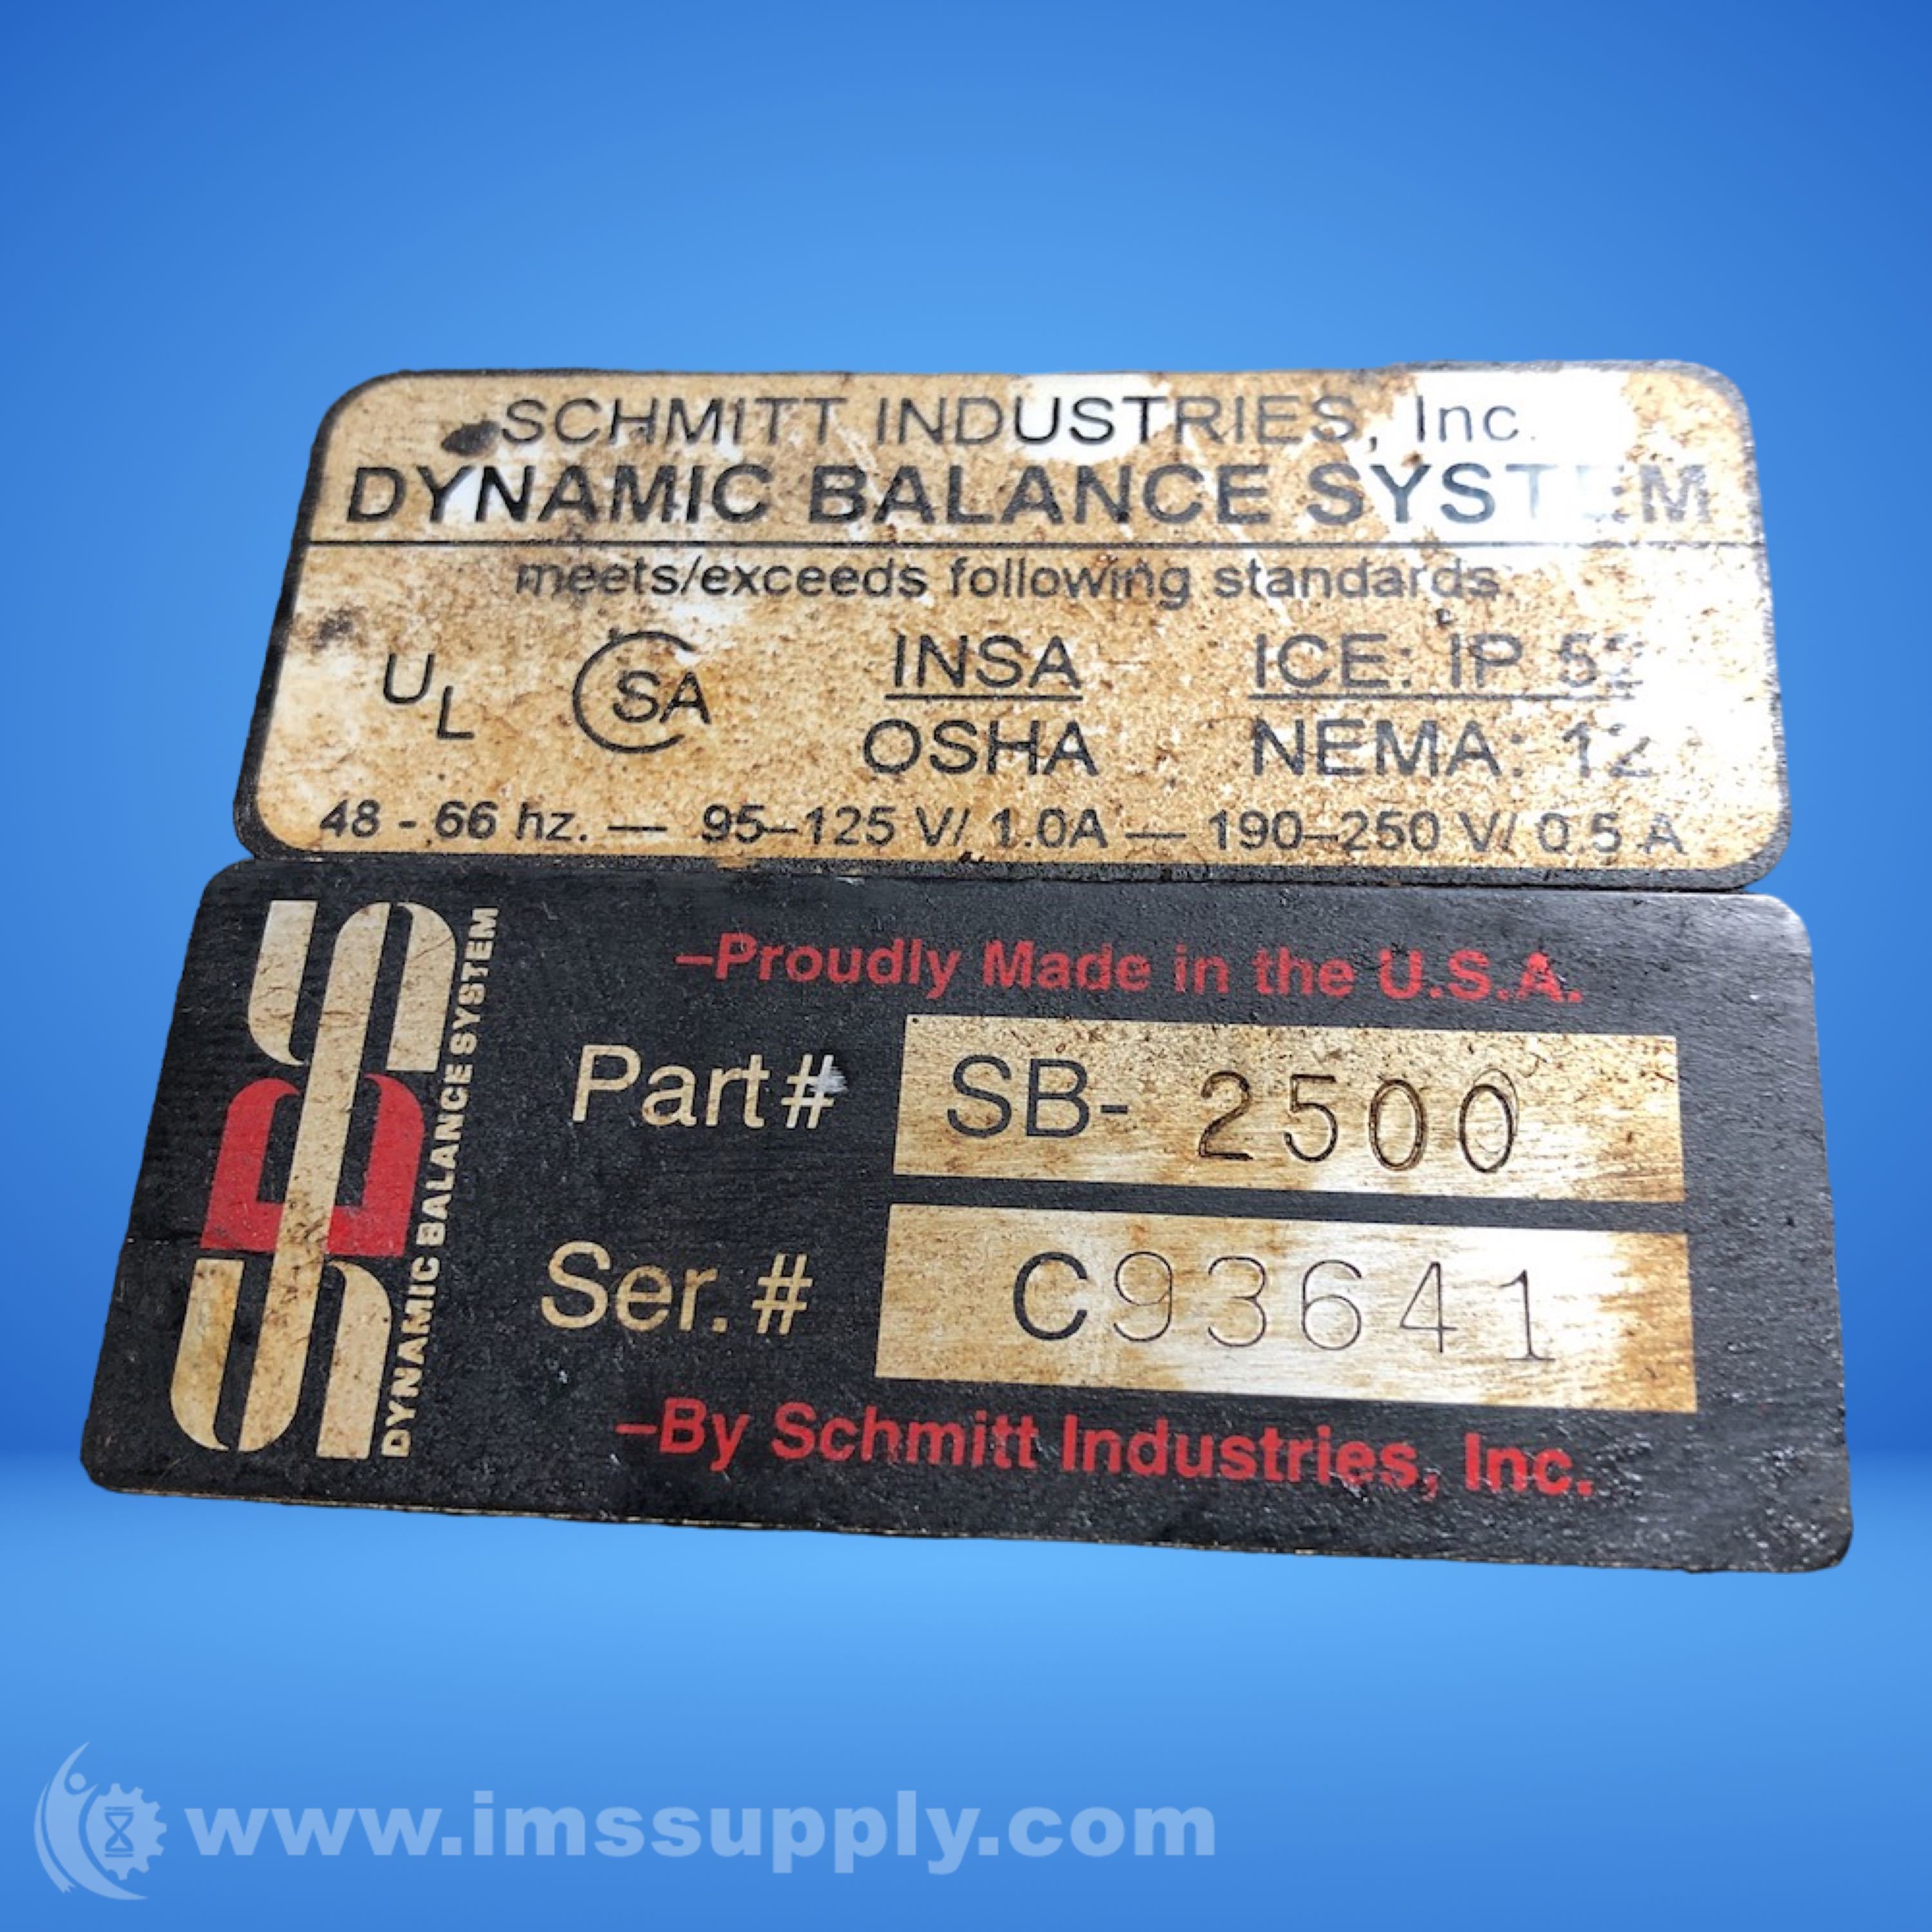 SCHMITT INDUSTRIES, Inc.
DYNAMIC BALANCE SYSTEM
meets/exceeds following standards:
UL CSA INSA ICE: IP 52
OSHA NEMA: 12
48 - 66 hz. — 95–125 V/ 1.0A — 190–250 V/ 0.5 A
DYNAMIC BALANCE SYSTEM
–Proudly Made in the U.S.A.
Part# SB- 2500
Ser. # C93641
–By Schmitt Industries, Inc.
www.imssupply.com